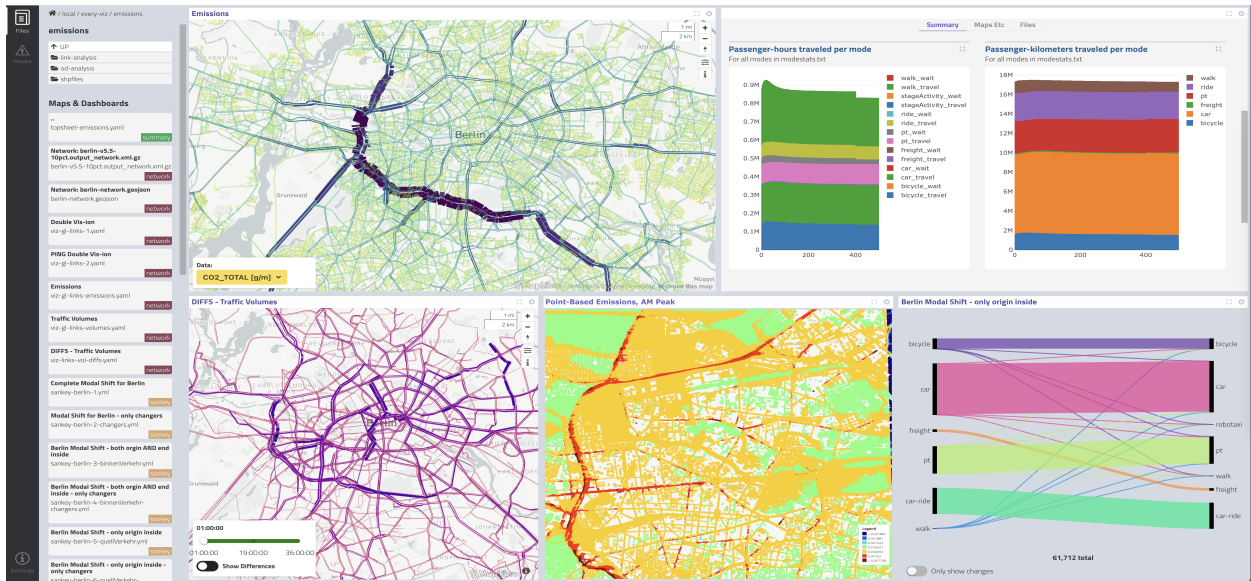 Files
Issues
Settings
/ local / every-viz / emissions
emissions
UP
link-analysis
od-analysis
shpfiles
Maps & Dashboards
..
topsheet-emissions.yaml
summary
Network: berlin-v5.5-
10pct.output_network.xml.gz
berlin-v5.5-10pct.output_network.xml.gz
network
Network: berlin-network.geojson
berlin-network.geojson
network
Double Vis-ion
viz-gl-links-1.yaml
network
PING Double Vis-ion
viz-gl-links-2.yaml
network
Emissions
viz-gl-links-emissions.yaml
network
Traffic Volumes
viz-gl-links-volumes.yaml
network
DIFFS - Traffic Volumes
viz-links-vol-diffs.yaml
network
Complete Modal Shift for Berlin
sankey-berlin-1.yml
sankey
Modal Shift for Berlin - only changers
sankey-berlin-2-changers.yml
sankey
Berlin Modal Shift - both orgin AND end
inside
sankey-berlin-3-binnenVerkehr.yml
sankey
Berlin Modal Shift - both orgin AND end
inside - only changers
sankey-berlin-4-binnenVerkehr-
changers.yml
sankey
Berlin Modal Shift - only origin inside
sankey-berlin-5-quellVerkehr.yml
sankey
Berlin Modal Shift - only origin inside
Emissions
1 mi
2 km
Berlin
Grunewald
Müggel
Data:
CO2_TOTAL [g/m]
Improve this map
Summary
Maps Etc
Files
Passenger-hours traveled per mode
For all modes in modestats.txt
0.9M
0.8M
0.7M
0.6M
0.5M
0.4M
0.3M
0.2M
0.1M
0
0
200
400
walk_wait
walk_travel
stageActivity_wait
stageActivity_travel
ride_wait
ride_travel
pt_wait
pt_travel
freight_wait
freight_travel
car_wait
car_travel
bicycle_wait
bicycle_travel
Passenger-kilometers traveled per mode
For all modes in modestats.txt
18M
16M
14M
12M
10M
8M
6M
4M
2M
0
0
200
400
walk
ride
pt
freight
car
bicycle
DIFFS - Traffic Volumes
1 mi
2 km
Berlin
Grunewald
01:00:00
01:00:00
19:00:00
36:00:00
Show Differences
Point-Based Emissions, AM Peak
Legend
Berlin Modal Shift - only origin inside
bicycle
car
freight
pt
car-ride
walk
bicycle
car
robotaxi
pt
walk
freight
car-ride
61,712 total
Only show changes